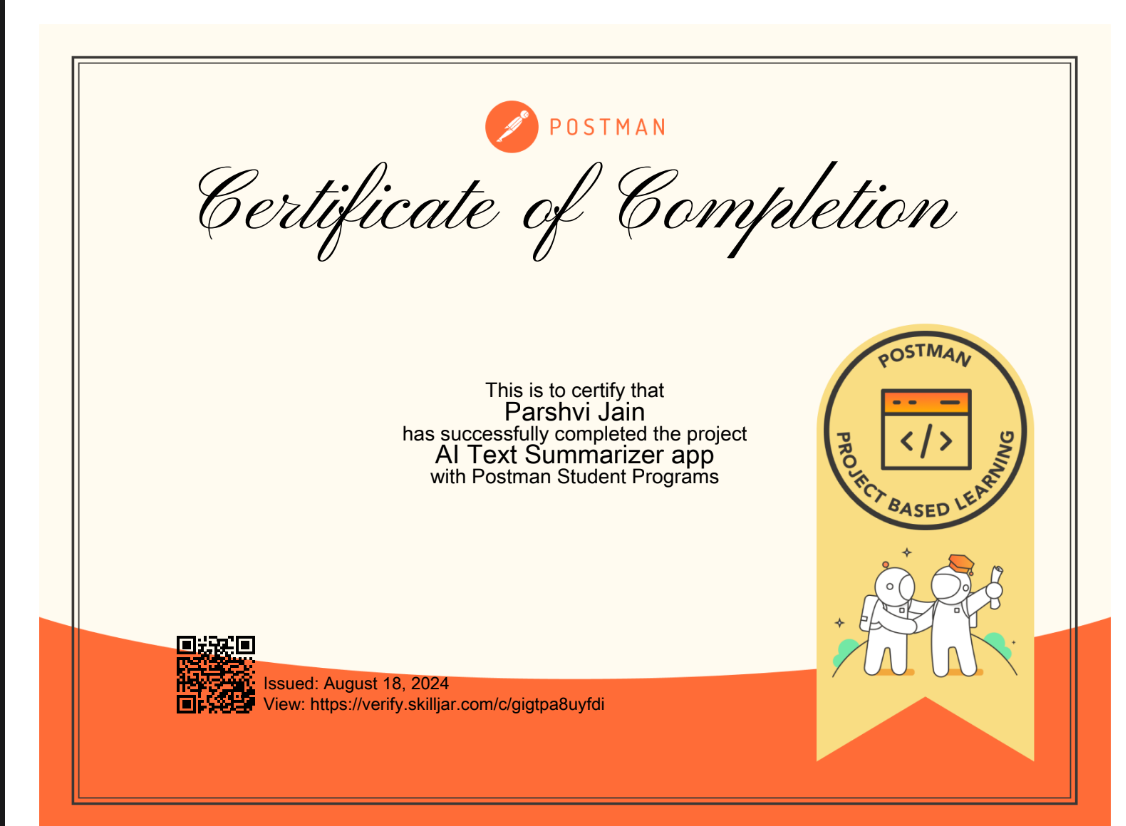 POSTMAN
Certificate of Completion
This is to certify that
Parshvi Jain
has successfully completed the project
AI Text Summarizer app
with Postman Student Programs
POSTMAN
PROJECT BASED LEARNING
Issued: August 18, 2024
View: https://verify.skilljar.com/c/gigtpa8uyfdi